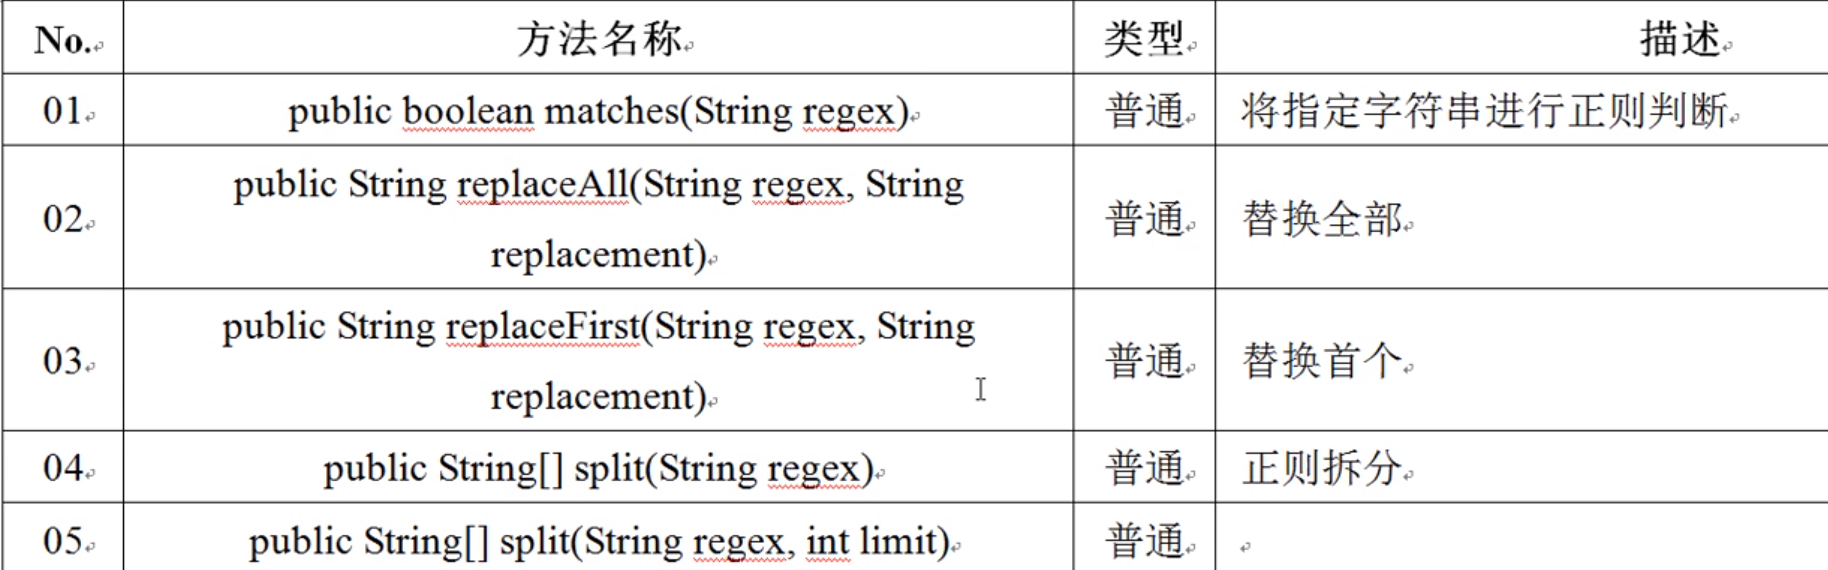 No. 方法名称 类型 描述
01 public boolean matches(String regex) 普通 将指定字符串进行正则判断
02 public String replaceAll(String regex, String
replacement) 普通 替换全部
03 public String replaceFirst(String regex, String
replacement) 普通 替换首个
04 public String[] split(String regex) 普通 正则拆分
05 public String[] split(String regex, int limit) 普通